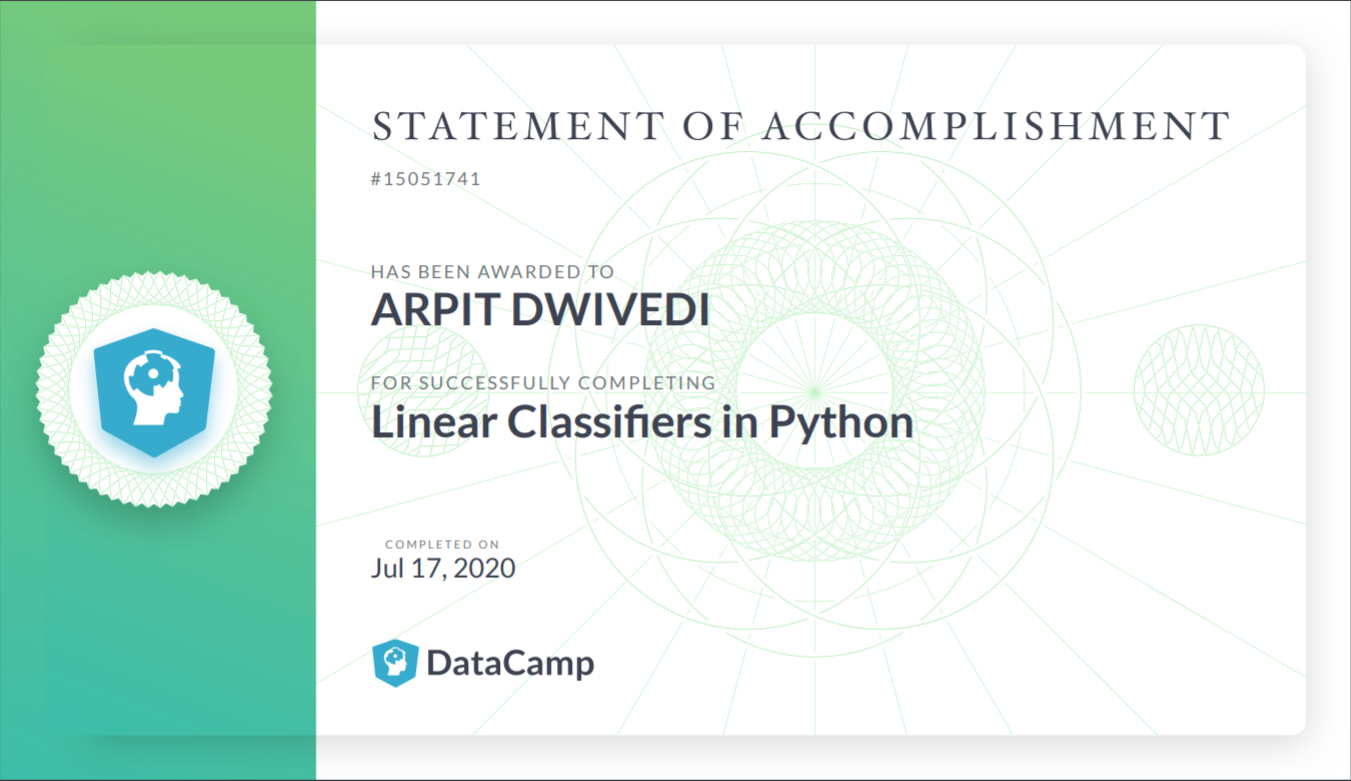 STATEMENT OF ACCOMPLISHMENT
#15051741
HAS BEEN AWARDED TO
ARPIT DWIVEDI
FOR SUCCESSFULLY COMPLETING
Linear Classifiers in Python
COMPLETED ON
Jul 17, 2020
DataCamp